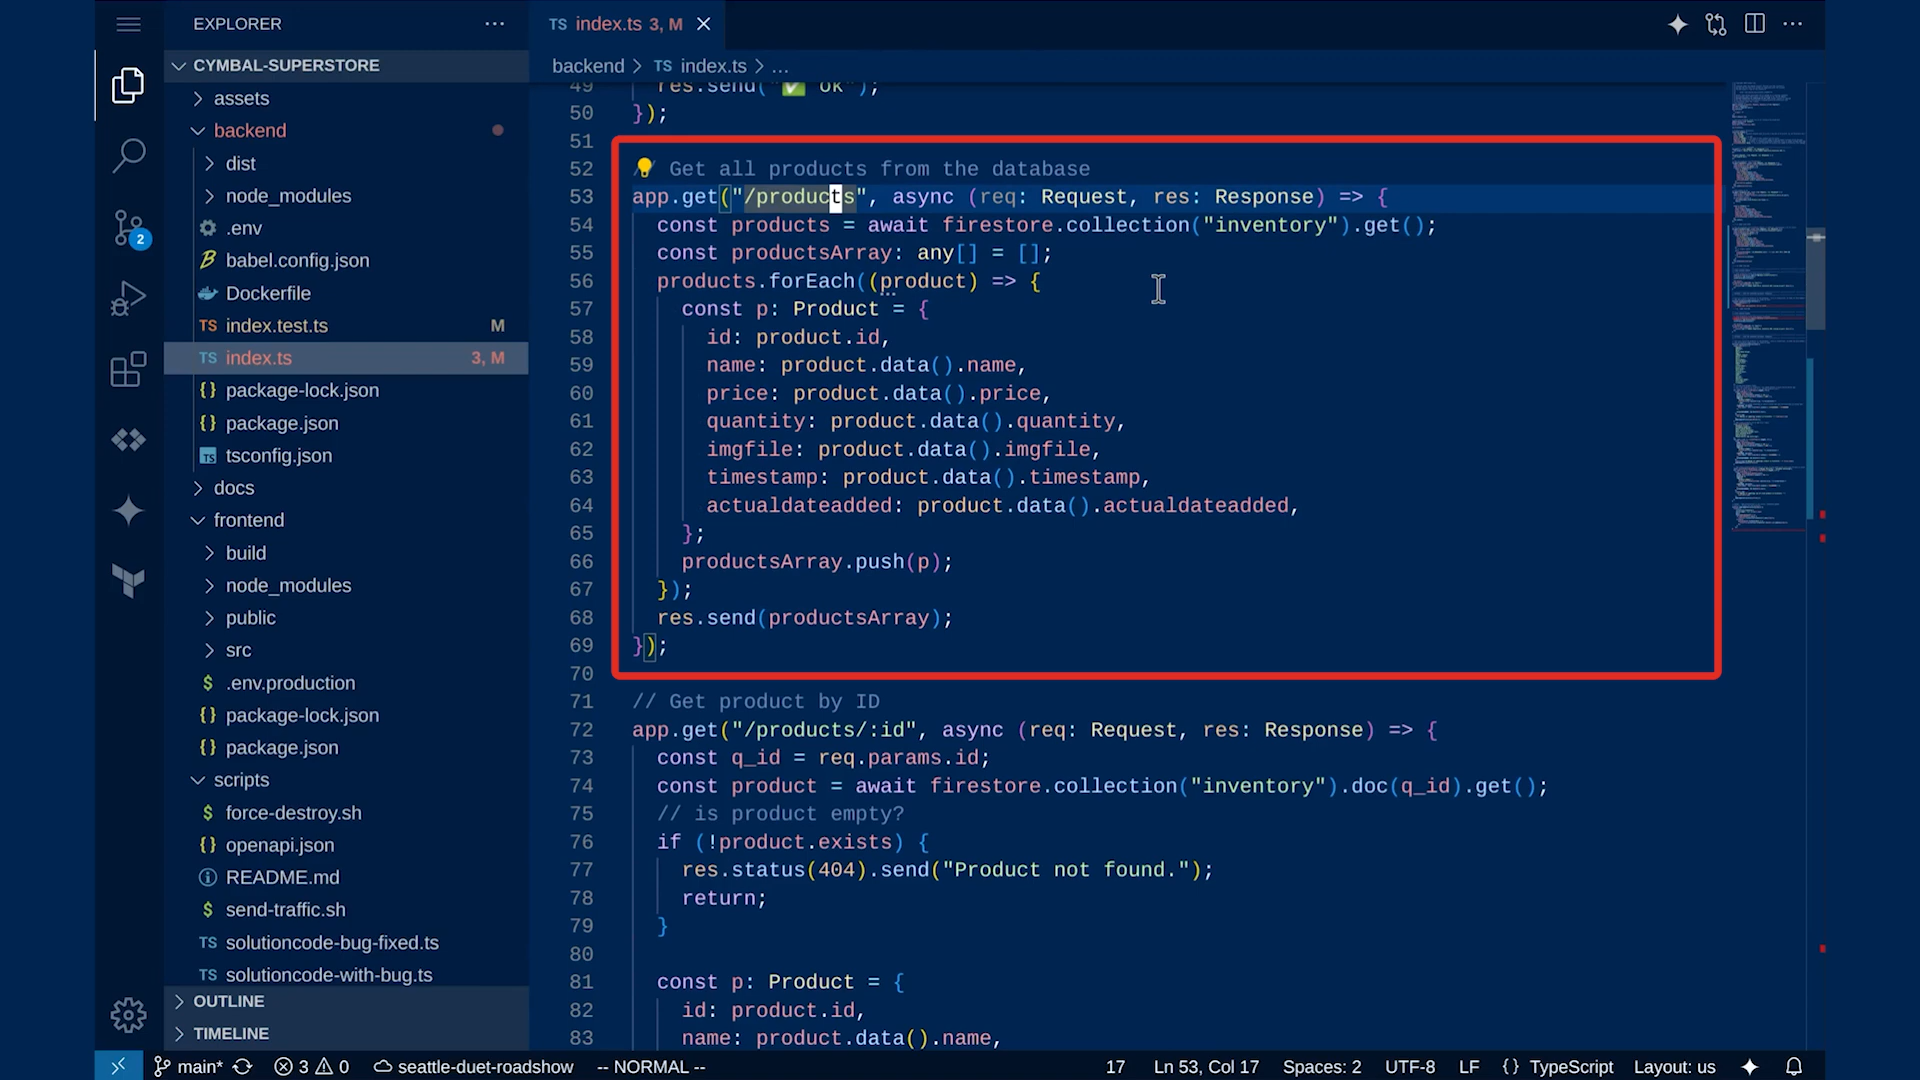 EXPLORER
···
TS index.ts 3, M
CYMBAL-SUPERSTORE
assets
backend
dist
node_modules
.env
babel.config.json
Dockerfile
TS index.test.ts M
TS index.ts 3, M
{} package-lock.json
{} package.json
TS tsconfig.json
docs
frontend
build
node_modules
public
src
$ .env.production
{} package-lock.json
{} package.json
scripts
$ force-destroy.sh
{} openapi.json
README.md
$ send-traffic.sh
TS solutioncode-bug-fixed.ts
TS solutioncode-with-bug.ts
OUTLINE
TIMELINE
2
backend > TS index.ts > ...
49 res.send("✅ ok");
50 });
51
52 Get all products from the database
53 app.get("/products", async (req: Request, res: Response) => {
54 const products = await firestore.collection("inventory").get();
55 const productsArray: any[] = [];
56 products.forEach((product) => {
57 const p: Product = {
58 id: product.id,
59 name: product.data().name,
60 price: product.data().price,
61 quantity: product.data().quantity,
62 imgfile: product.data().imgfile,
63 timestamp: product.data().timestamp,
64 actualdateadded: product.data().actualdateadded,
65 };
66 productsArray.push(p);
67 });
68 res.send(productsArray);
69 });
70
71 // Get product by ID
72 app.get("/products/:id", async (req: Request, res: Response) => {
73 const q_id = req.params.id;
74 const product = await firestore.collection("inventory").doc(q_id).get();
75 // is product empty?
76 if (!product.exists) {
77 res.status(404).send("Product not found.");
78 return;
79 }
80
81 const p: Product = {
82 id: product.id,
83 name: product.data().name,
main* 3 0 seattle-duet-roadshow -- NORMAL -- 17 Ln 53, Col 17 Spaces: 2 UTF-8 LF {} TypeScript Layout: us